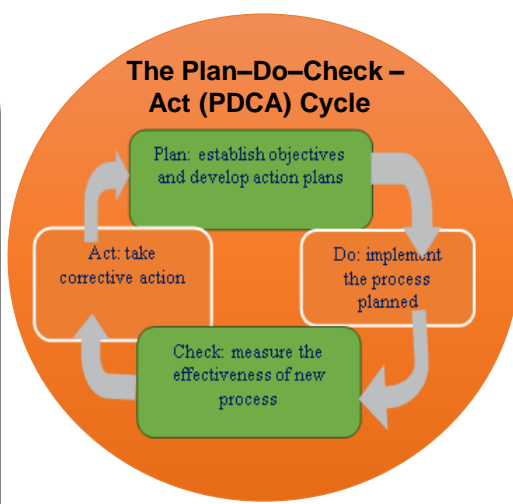 The Plan–Do–Check –
Act (PDCA) Cycle
Plan: establish objectives
and develop action plans
Do: implement
the process
planned
Check: measure the
effectiveness of new
process
Act: take
corrective action